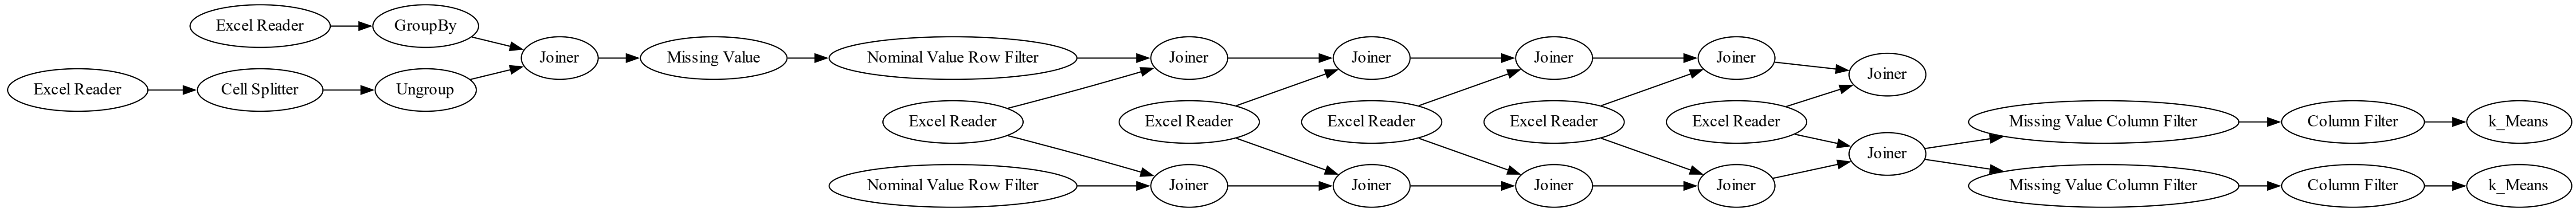 Excel Reader
GroupBy
Excel Reader
Cell Splitter
Ungroup
Joiner
Missing Value
Nominal Value Row Filter
Joiner
Joiner
Joiner
Joiner
Joiner
Excel Reader
Excel Reader
Excel Reader
Excel Reader
Excel Reader
Nominal Value Row Filter
Joiner
Joiner
Joiner
Joiner
Joiner
Missing Value Column Filter
Column Filter
k_Means
Missing Value Column Filter
Column Filter
k_Means